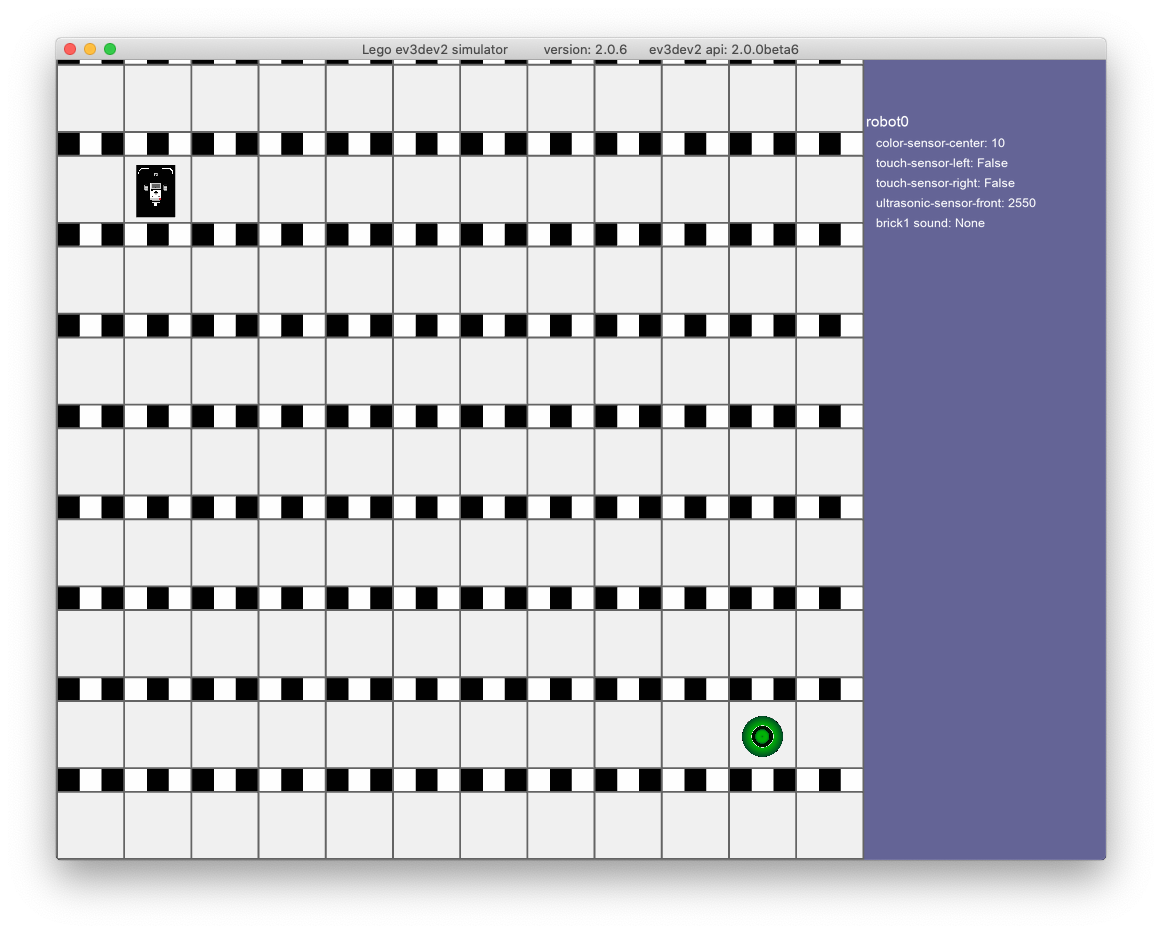 Lego ev3dev2 simulator version: 2.0.6 ev3dev2 api: 2.0.0beta6
robot0
color-sensor-center: 10
touch-sensor-left: False
touch-sensor-right: False
ultrasonic-sensor-front: 2550
brick1 sound: None